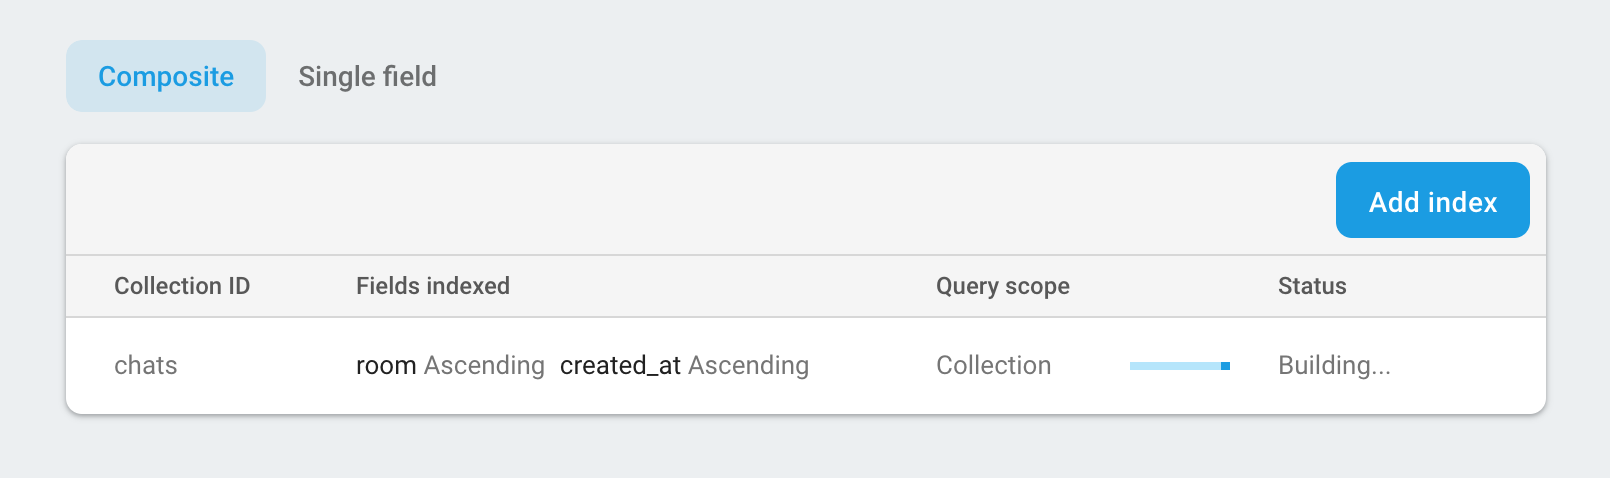 Composite Single field
Add index
Collection ID Fields indexed Query scope Status
chats room Ascending created_at Ascending Collection Building...